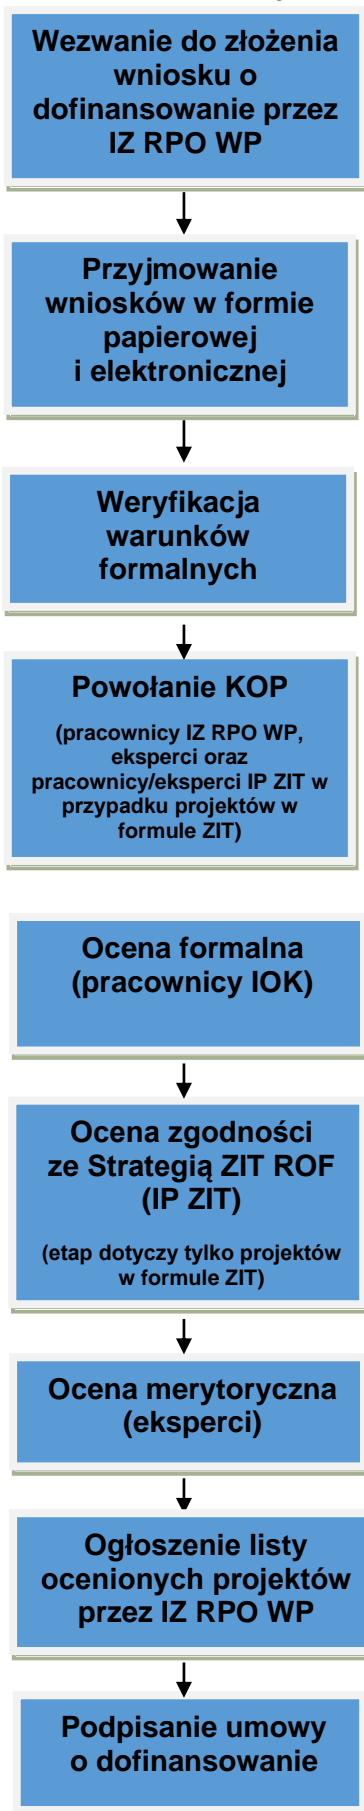 Wezwanie do złożenia
wniosku o
dofinansowanie przez
IZ RPO WP
Przyjmowanie
wniosków w formie
papierowej
i elektronicznej
Weryfikacja
warunków
formalnych
Powołanie KOP
(pracownicy IZ RPO WP,
eksperci oraz
pracownicy/eksperci IP ZIT w
przypadku projektów w
formule ZIT)
Ocena formalna
(pracownicy IOK)
Ocena zgodności
ze Strategią ZIT ROF
(IP ZIT)
(etap dotyczy tylko projektów
w formule ZIT)
Ocena merytoryczna
(eksperci)
Ogłoszenie listy
ocenionych projektów
przez IZ RPO WP
Podpisanie umowy
o dofinansowanie